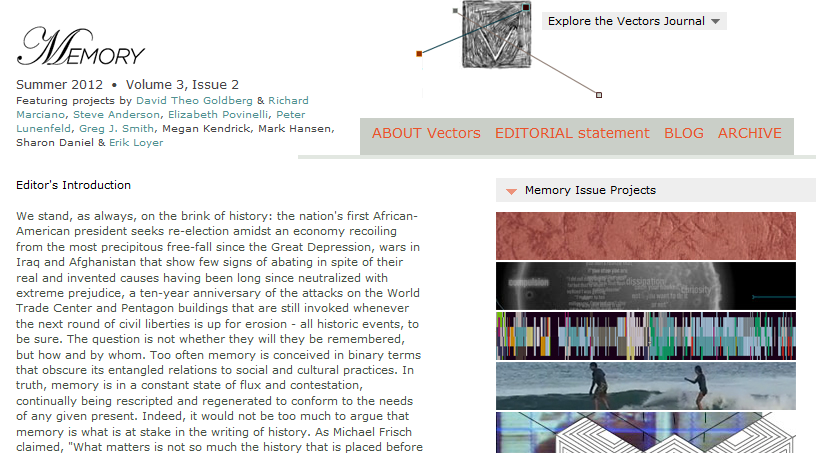 MEMORY
Explore the Vectors Journal
Summer 2012 • Volume 3, Issue 2
Featuring projects by David Theo Goldberg & Richard
Marciano, Steve Anderson, Elizabeth Povinelli, Peter
Lunenfeld, Greg J. Smith, Megan Kendrick, Mark Hansen,
Sharon Daniel & Erik Loyer
ABOUT Vectors EDITORIAL statement BLOG ARCHIVE
Editor's Introduction
We stand, as always, on the brink of history: the nation's first African-
American president seeks re-election amidst an economy recoiling
from the most precipitous free-fall since the Great Depression, wars in
Iraq and Afghanistan that show few signs of abating in spite of their
real and invented causes having been long since neutralized with
extreme prejudice, a ten-year anniversary of the attacks on the World
Trade Center and Pentagon buildings that are still invoked whenever
the next round of civil liberties is up for erosion - all historic events, to
be sure. The question is not whether they will they be remembered,
but how and by whom. Too often memory is conceived in binary terms
that obscure its entangled relations to social and cultural practices. In
truth, memory is in a constant state of flux and contestation,
continually being rescripted and regenerated to conform to the needs
of any given present. Indeed, it would not be too much to argue that
memory is what is at stake in the writing of history. As Michael Frisch
claimed, "What matters is not so much the history that is placed before
Memory Issue Projects
compulsion
dissipation
curiosity